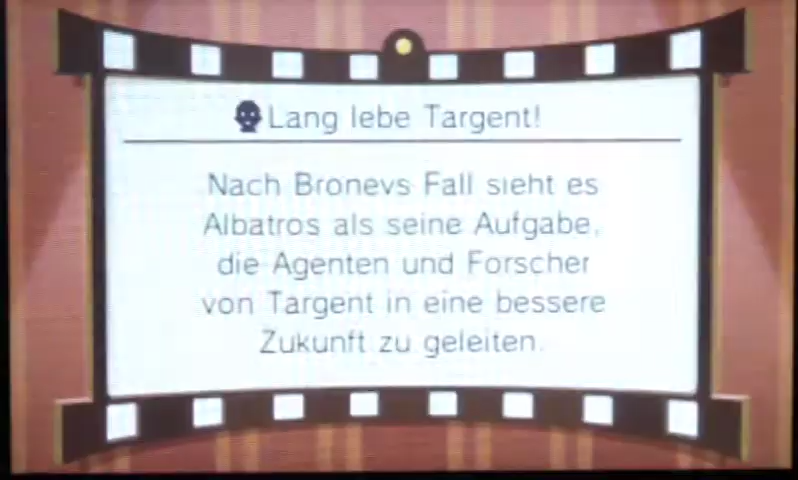 Lang lebe Targent!
Nach Bronevs Fall sieht es
Albatros als seine Aufgabe,
die Agenten und Forscher
von Targent in eine bessere
Zukunft zu geleiten.